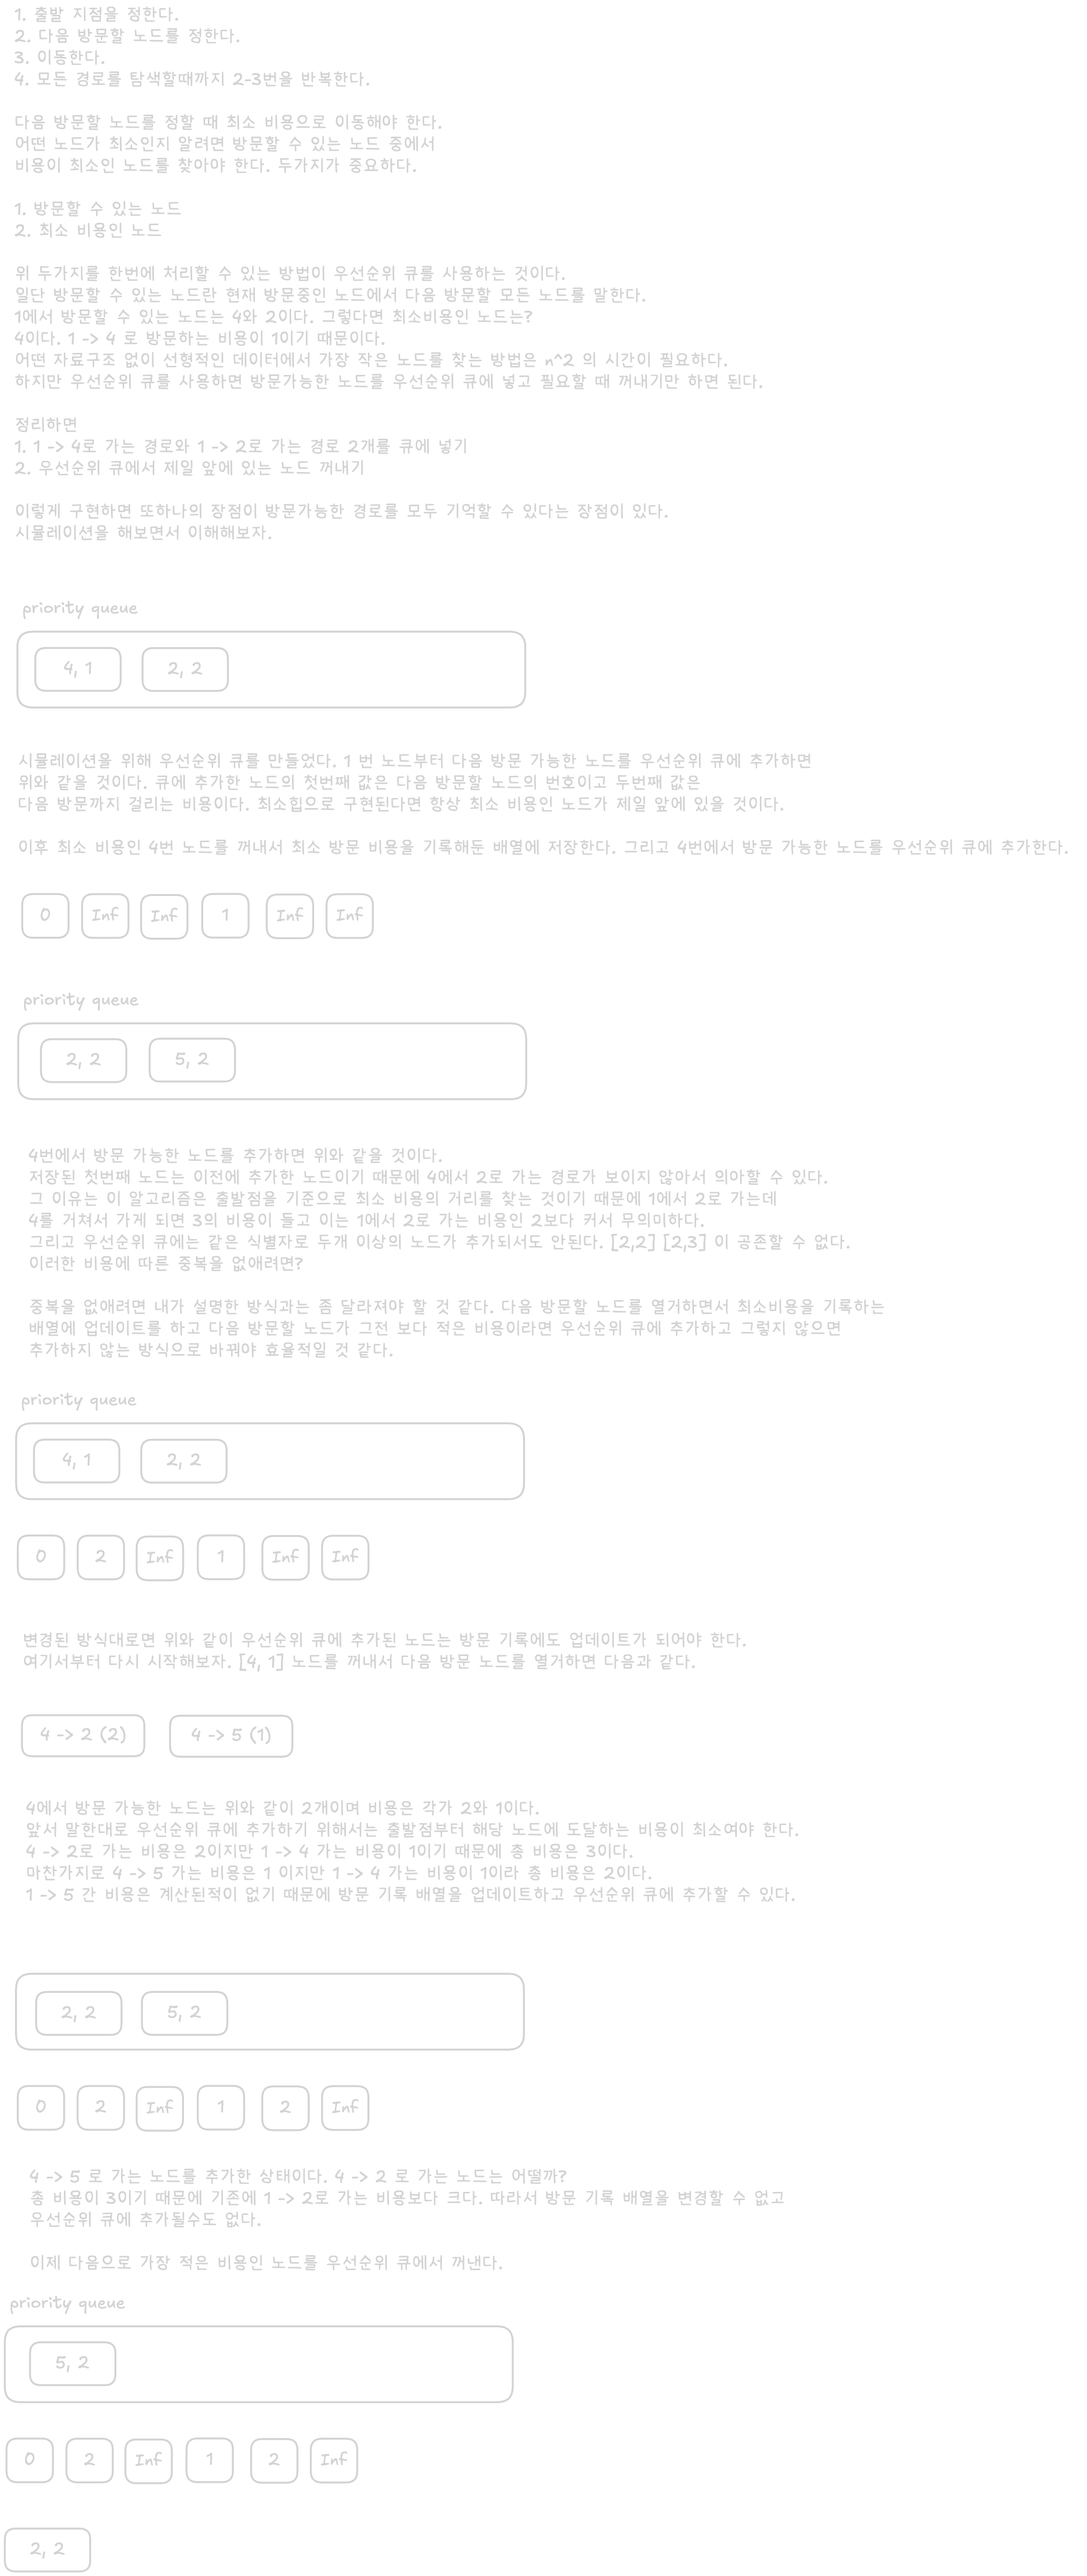 1. 출발 지점을 정한다.
2. 다음 방문할 노드를 정한다.
3. 이동한다.
4. 모든 경로를 탐색할때까지 2-3번을 반복한다.
다음 방문할 노드를 정할 때 최소 비용으로 이동해야 한다.
어떤 노드가 최소인지 알려면 방문할 수 있는 노드 중에서
비용이 최소인 노드를 찾아야 한다. 두가지가 중요하다.
1. 방문할 수 있는 노드
2. 최소 비용인 노드
위 두가지를 한번에 처리할 수 있는 방법이 우선순위 큐를 사용하는 것이다.
일단 방문할 수 있는 노드란 현재 방문중인 노드에서 다음 방문할 모든 노드를 말한다.
1에서 방문할 수 있는 노드는 4와 2이다. 그렇다면 최소비용인 노드는?
4이다. 1 -> 4 로 방문하는 비용이 1이기 때문이다.
어떤 자료구조 없이 선형적인 데이터에서 가장 작은 노드를 찾는 방법은 n^2 의 시간이 필요하다.
하지만 우선순위 큐를 사용하면 방문가능한 노드를 우선순위 큐에 넣고 필요할 때 꺼내기만 하면 된다.
정리하면
1. 1 -> 4로 가는 경로와 1 -> 2로 가는 경로 2개를 큐에 넣기
2. 우선순위 큐에서 제일 앞에 있는 노드 꺼내기
이렇게 구현하면 또하나의 장점이 방문가능한 경로를 모두 기억할 수 있다는 장점이 있다.
시뮬레이션을 해보면서 이해해보자.
priority queue
4, 1 2, 2
시뮬레이션을 위해 우선순위 큐를 만들었다. 1 번 노드부터 다음 방문 가능한 노드를 우선순위 큐에 추가하면
위와 같을 것이다. 큐에 추가한 노드의 첫번째 값은 다음 방문할 노드의 번호이고 두번째 값은
다음 방문까지 걸리는 비용이다. 최소힙으로 구현된다면 항상 최소 비용인 노드가 제일 앞에 있을 것이다.
이후 최소 비용인 4번 노드를 꺼내서 최소 방문 비용을 기록해둔 배열에 저장한다. 그리고 4번에서 방문 가능한 노드를 우선순위 큐에 추가한다.
0 Inf Inf 1 Inf Inf
priority queue
2, 2 5, 2
4번에서 방문 가능한 노드를 추가하면 위와 같을 것이다.
저장된 첫번째 노드는 이전에 추가한 노드이기 때문에 4에서 2로 가는 경로가 보이지 않아서 의아할 수 있다.
그 이유는 이 알고리즘은 출발점을 기준으로 최소 비용의 거리를 찾는 것이기 때문에 1에서 2로 가는데
4를 거쳐서 가게 되면 3의 비용이 들고 이는 1에서 2로 가는 비용인 2보다 커서 무의미하다.
그리고 우선순위 큐에는 같은 식별자로 두개 이상의 노드가 추가되서도 안된다. [2,2] [2,3] 이 공존할 수 없다.
이러한 비용에 따른 중복을 없애려면?
중복을 없애려면 내가 설명한 방식과는 좀 달라져야 할 것 같다. 다음 방문할 노드를 열거하면서 최소비용을 기록하는
배열에 업데이트를 하고 다음 방문할 노드가 그전 보다 적은 비용이라면 우선순위 큐에 추가하고 그렇지 않으면
추가하지 않는 방식으로 바꿔야 효율적일 것 같다.
priority queue
4, 1 2, 2
0 2 Inf 1 Inf Inf
변경된 방식대로면 위와 같이 우선순위 큐에 추가된 노드는 방문 기록에도 업데이트가 되어야 한다.
여기서부터 다시 시작해보자. [4, 1] 노드를 꺼내서 다음 방문 노드를 열거하면 다음과 같다.
4 -> 2 (2) 4 -> 5 (1)
4에서 방문 가능한 노드는 위와 같이 2개이며 비용은 각가 2와 1이다.
앞서 말한대로 우선순위 큐에 추가하기 위해서는 출발점부터 해당 노드에 도달하는 비용이 최소여야 한다.
4 -> 2로 가는 비용은 2이지만 1 -> 4 가는 비용이 1이기 때문에 총 비용은 3이다.
마찬가지로 4 -> 5 가는 비용은 1 이지만 1 -> 4 가는 비용이 1이라 총 비용은 2이다.
1 -> 5 간 비용은 계산된적이 없기 때문에 방문 기록 배열을 업데이트하고 우선순위 큐에 추가할 수 있다.
2, 2 5, 2
0 2 Inf 1 2 Inf
4 -> 5 로 가는 노드를 추가한 상태이다. 4 -> 2 로 가는 노드는 어떨까?
총 비용이 3이기 때문에 기존에 1 -> 2로 가는 비용보다 크다. 따라서 방문 기록 배열을 변경할 수 없고
우선순위 큐에 추가될수도 없다.
이제 다음으로 가장 적은 비용인 노드를 우선순위 큐에서 꺼낸다.
priority queue
5, 2
0 2 Inf 1 2 Inf
2, 2